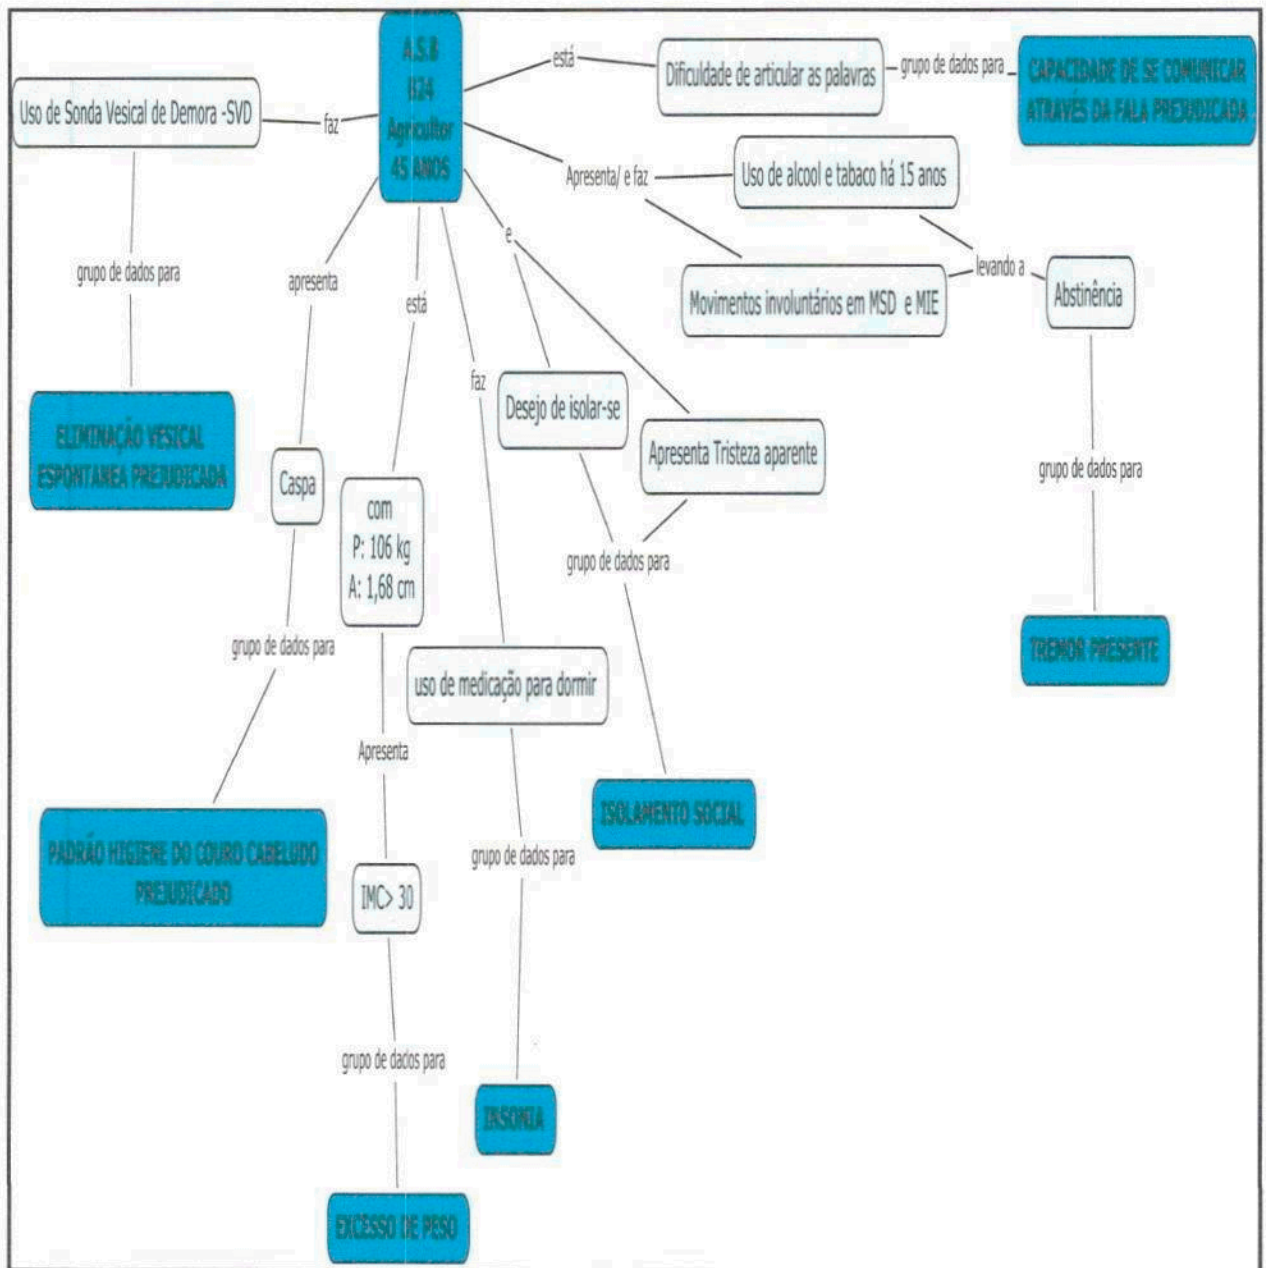 A.S.B
B24
Agricultor
45 ANOS
está
Dificuldade de articular as palavras
grupo de dados para
CAPACIDADE DE SE COMUNICAR
ATRAVÉS DA FALA PREJUDICADA
Uso de Sonda Vesical de Demora -SVD
faz
Apresenta/ e faz
Uso de alcool e tabaco há 15 anos
e
levando a
grupo de dados para
apresenta
está
Movimentos involuntários em MSD e MIE
Abstinência
faz
Desejo de isolar-se
Apresenta Tristeza aparente
ELIMINAÇÃO VESICAL
ESPONTANEA PREJUDICADA
Caspa
grupo de dados para
com
P: 106 kg
A: 1,68 cm
grupo de dados para
grupo de dados para
TREMOR PRESENTE
uso de medicação para dormir
Apresenta
ISOLAMENTO SOCIAL
PADRÃO HIGIENE DO COURO CABELUDO
PREJUDICADO
grupo de dados para
IMC> 30
grupo de dados para
INSONIA
EXCESSO DE PESO